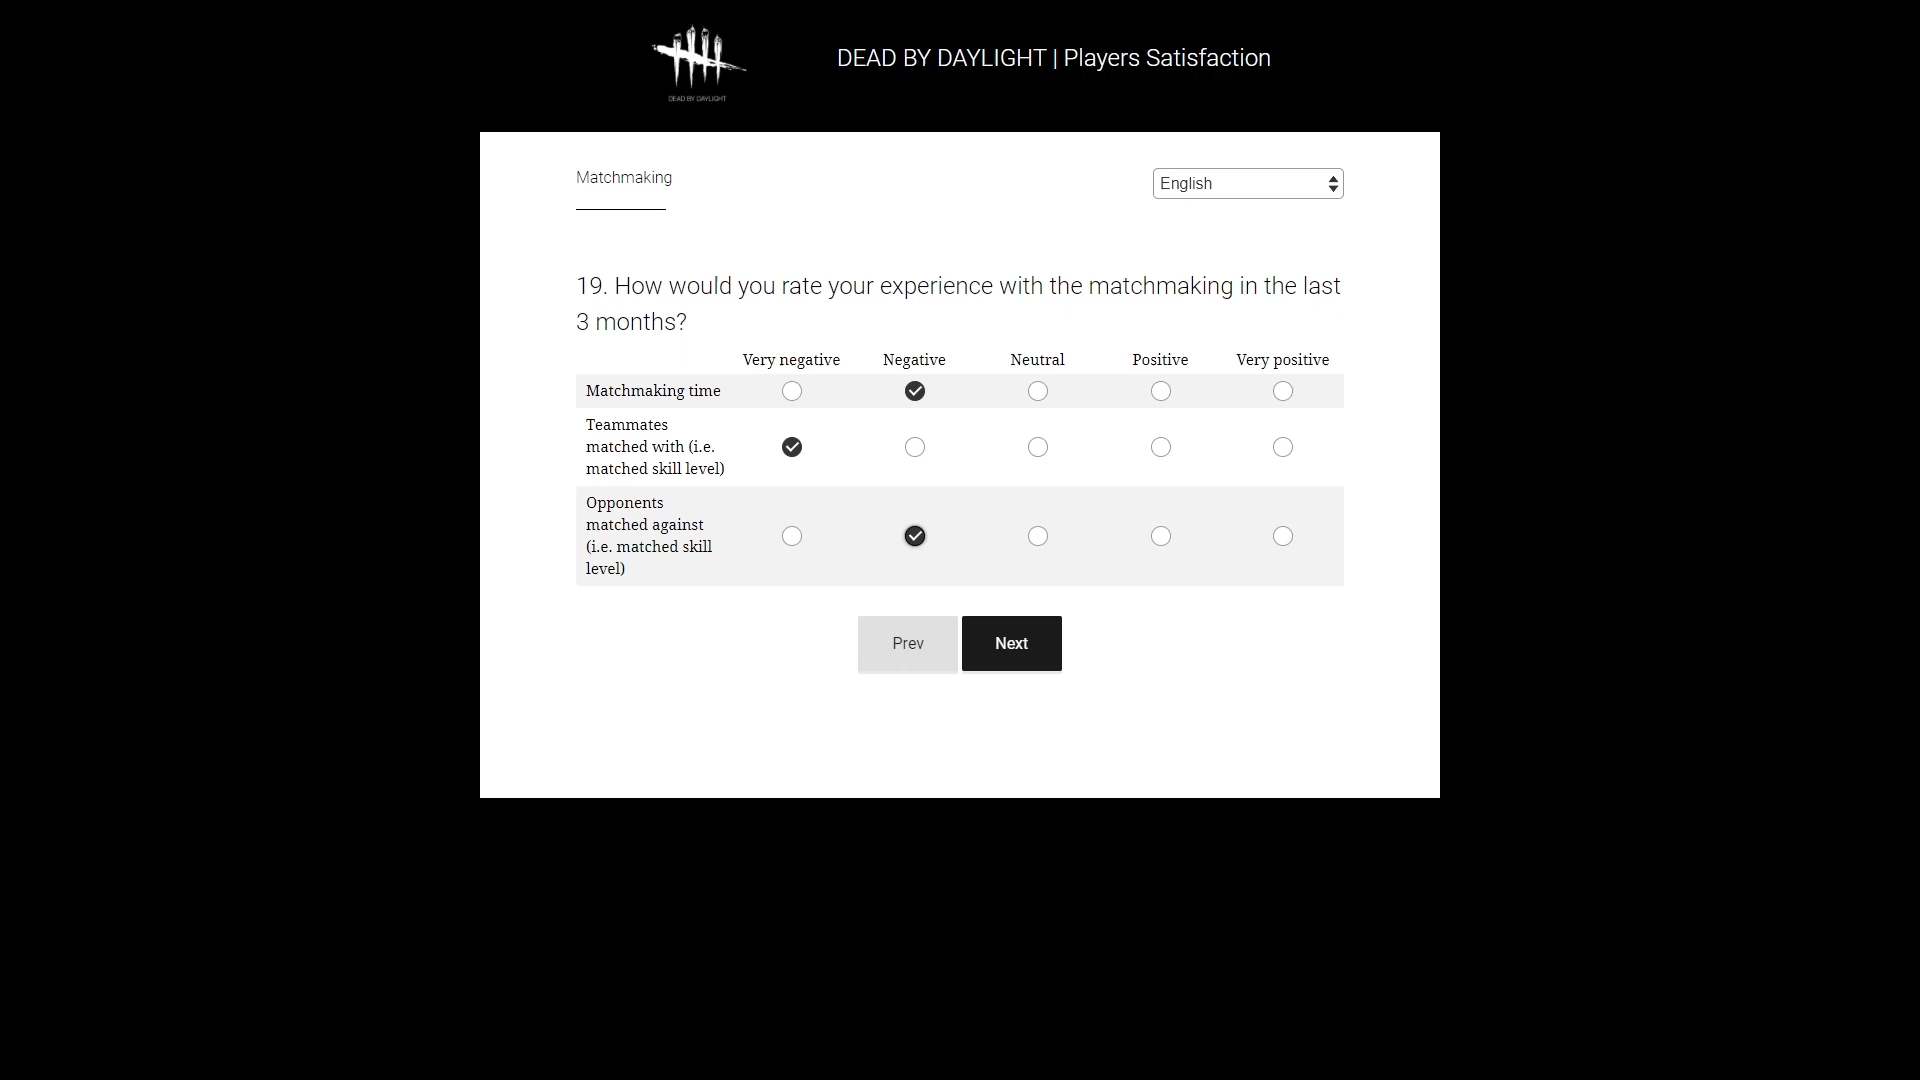 DEAD BY DAYLIGHT
DEAD BY DAYLIGHT | Players Satisfaction
Matchmaking
English
19. How would you rate your experience with the matchmaking in the last
3 months?
Very negative Negative Neutral Positive Very positive
Matchmaking time
Teammates
matched with (i.e.
matched skill level)
Opponents
matched against
(i.e. matched skill
level)
Prev Next